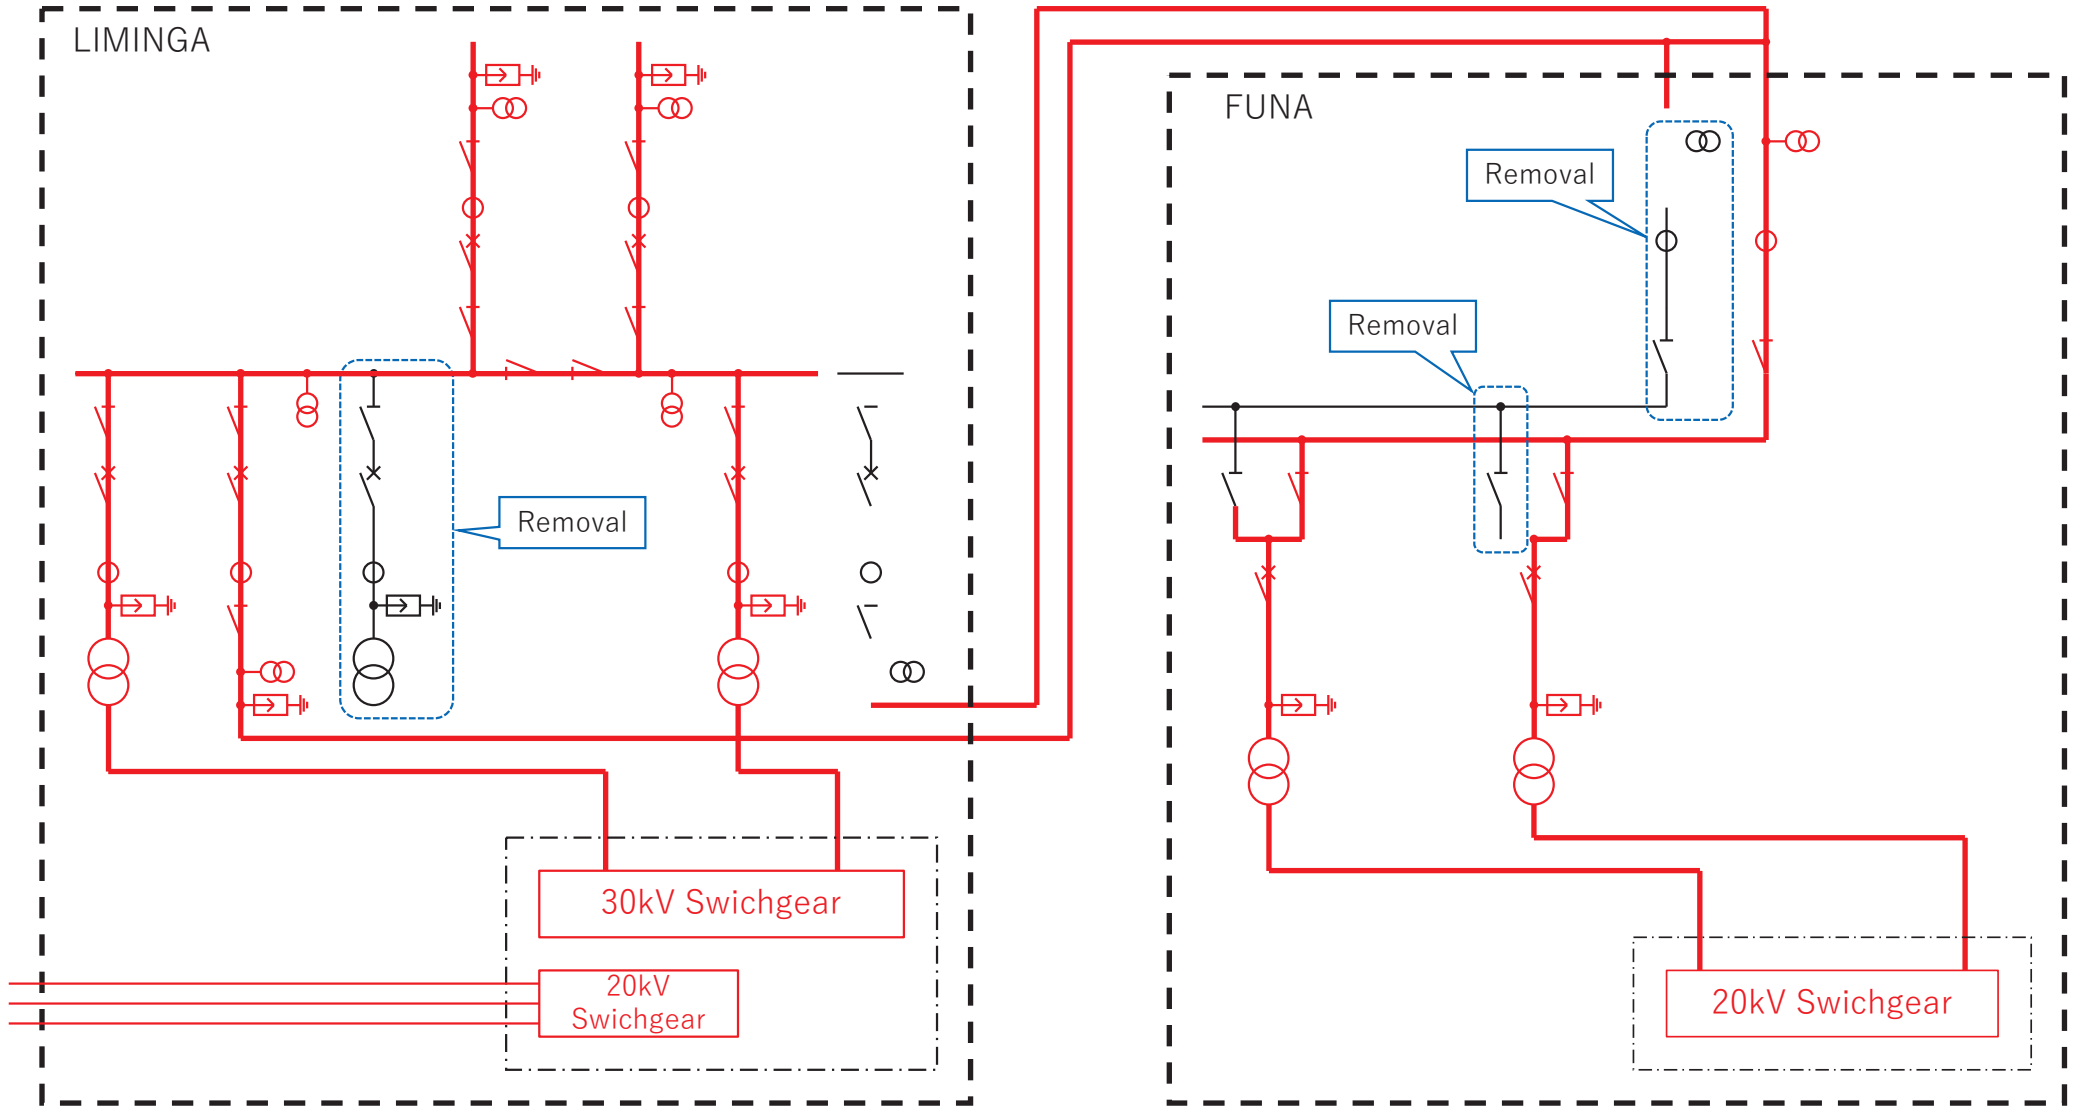 LIMINGA
FUNA
Removal
Removal
Removal
30kV Swichgear
20kV
Swichgear
20kV Swichgear